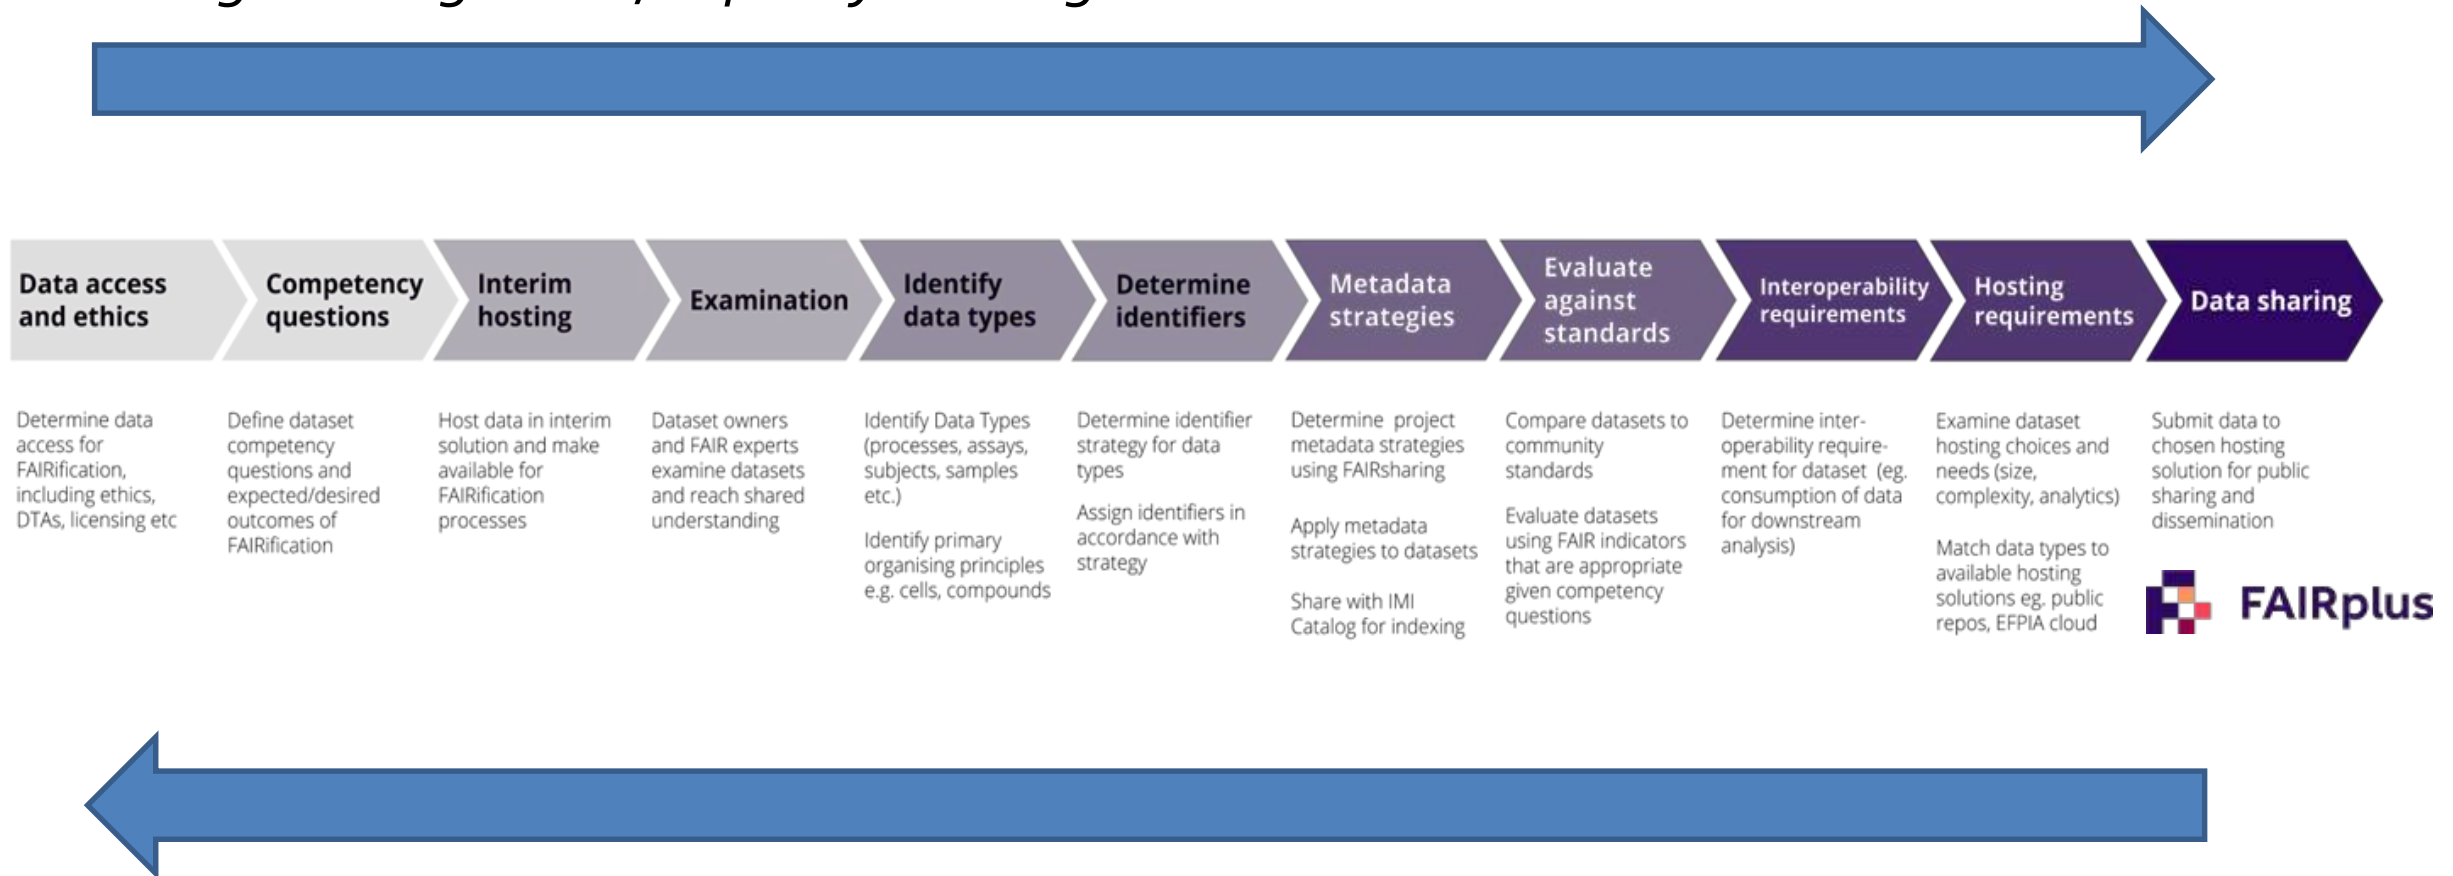 Data access
and ethics
Competency
questions
Interim
hosting
Examination
Identify
data types
Determine
identifiers
Metadata
strategies
Evaluate
against
standards
Interoperability
requirements
Hosting
requirements
Data sharing
Determine data
access for
FAIRification,
including ethics,
DTAs, licensing etc
Define dataset
competency
questions and
expected/desired
outcomes of
FAIRification
Host data in interim
solution and make
available for
FAIRification
processes
Dataset owners
and FAIR experts
examine datasets
and reach shared
understanding
Identify Data Types
(processes, assays,
subjects, samples
etc.)
Identify primary
organising principles
e.g. cells, compounds
Determine identifier
strategy for data
types
Assign identifiers in
accordance with
strategy
Determine project
metadata strategies
using FAIRsharing
Apply metadata
strategies to datasets
Share with IMI
Catalog for indexing
Compare datasets to
community
standards
Evaluate datasets
using FAIR indicators
that are appropriate
given competency
questions
Determine inter-
operability require-
ment for dataset (eg.
consumption of data
for downstream
analysis)
Examine dataset
hosting choices and
needs (size,
complexity, analytics)
Match data types to
available hosting
solutions eg. public
repos, EFPIA cloud
Submit data to
chosen hosting
solution for public
sharing and
dissemination
FAIRplus